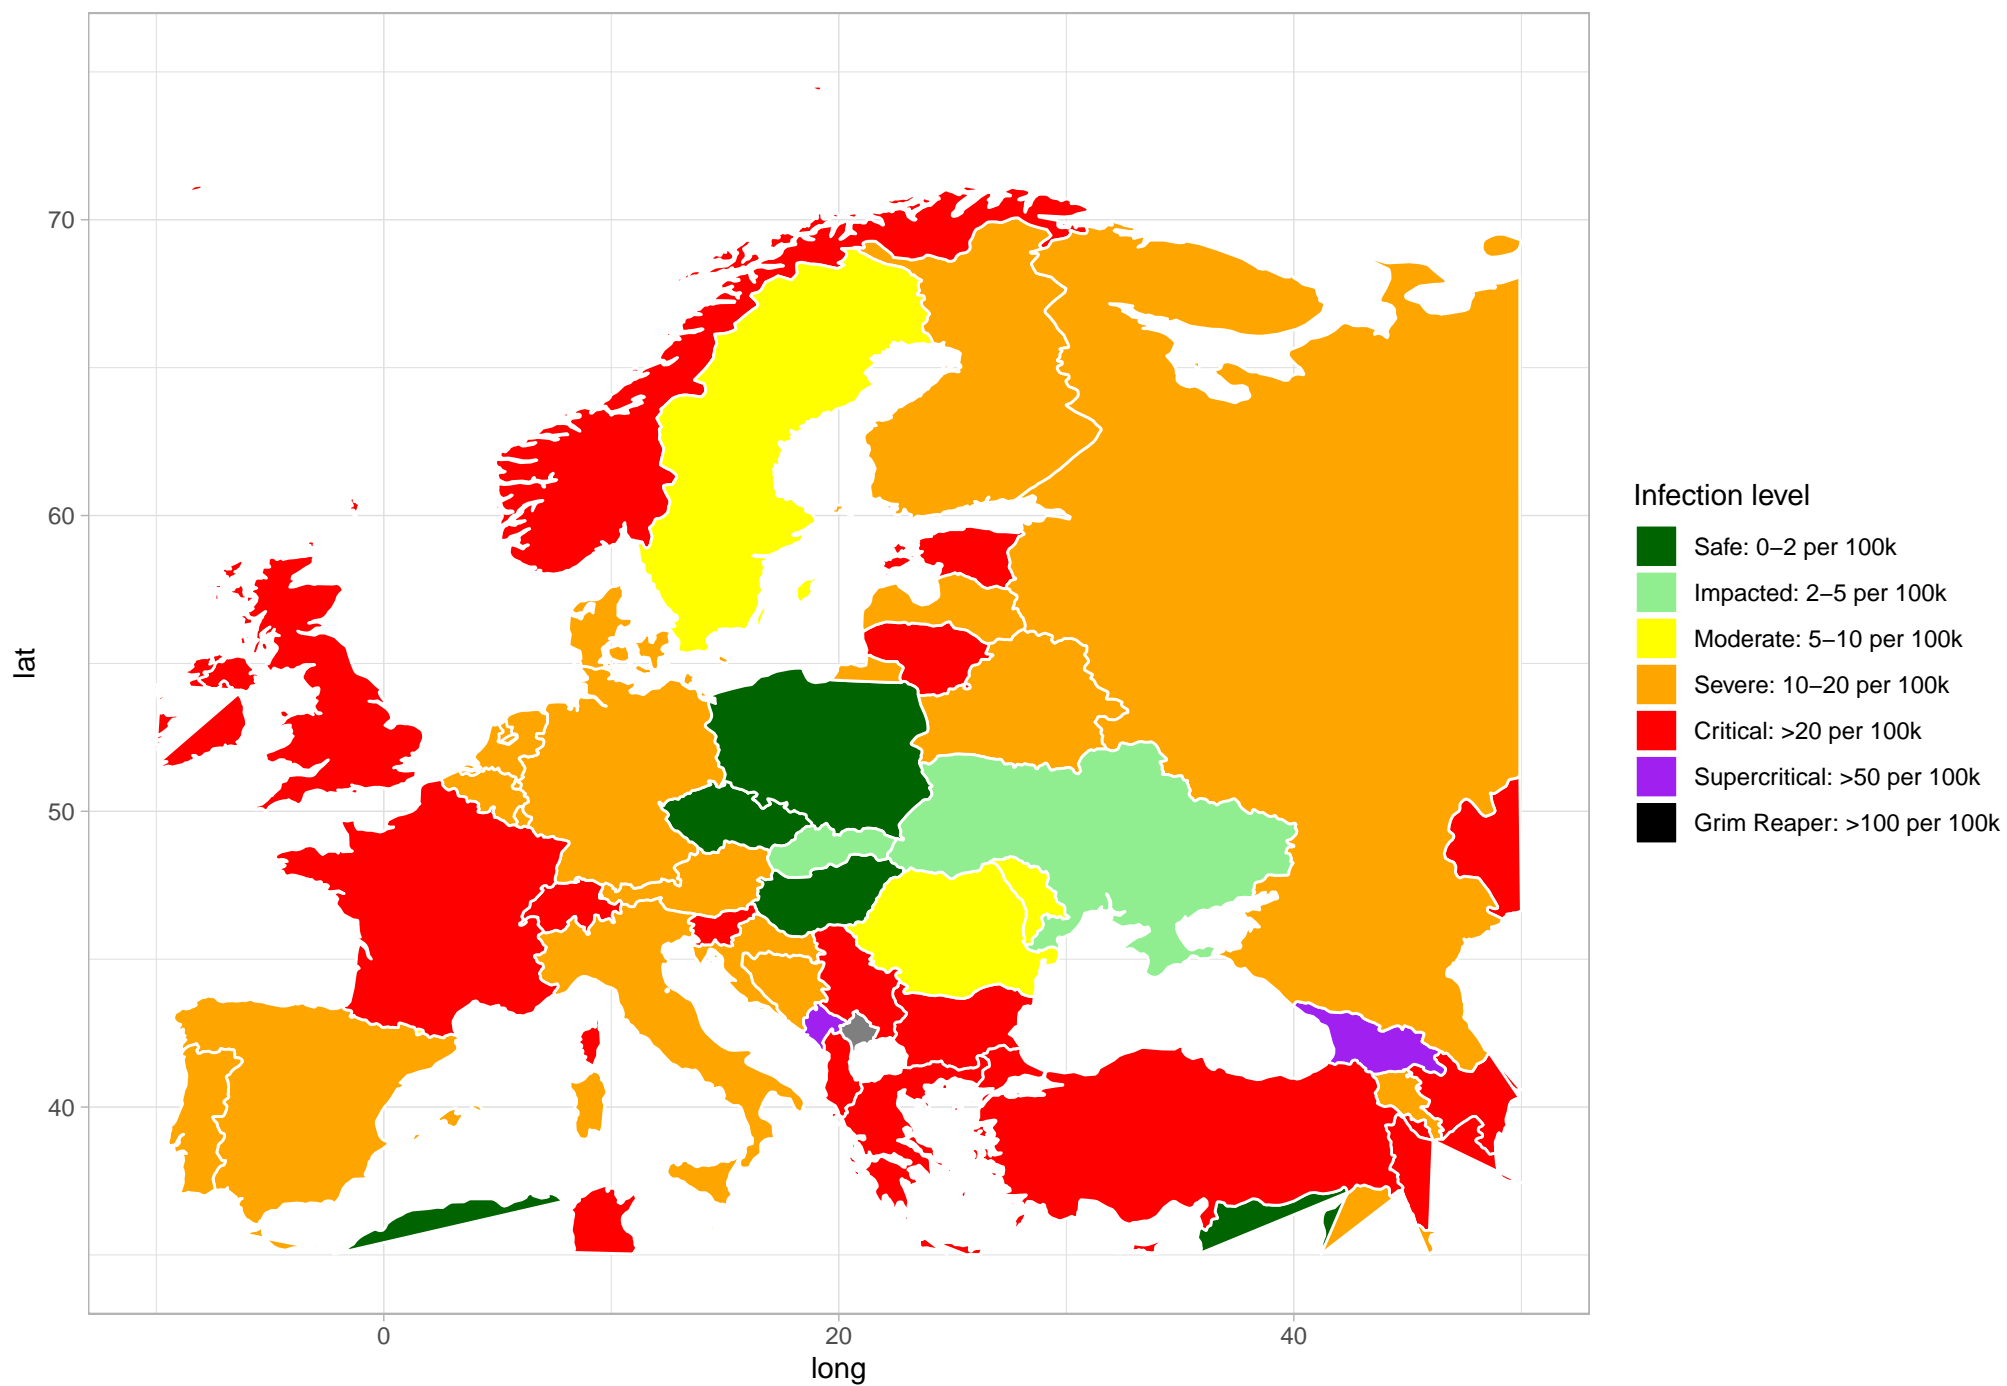 70
60
50
40
lat
0
20
40
long
Infection level
Safe: 0–2 per 100k
Impacted: 2–5 per 100k
Moderate: 5–10 per 100k
Severe: 10–20 per 100k
Critical: >20 per 100k
Supercritical: >50 per 100k
Grim Reaper: >100 per 100k